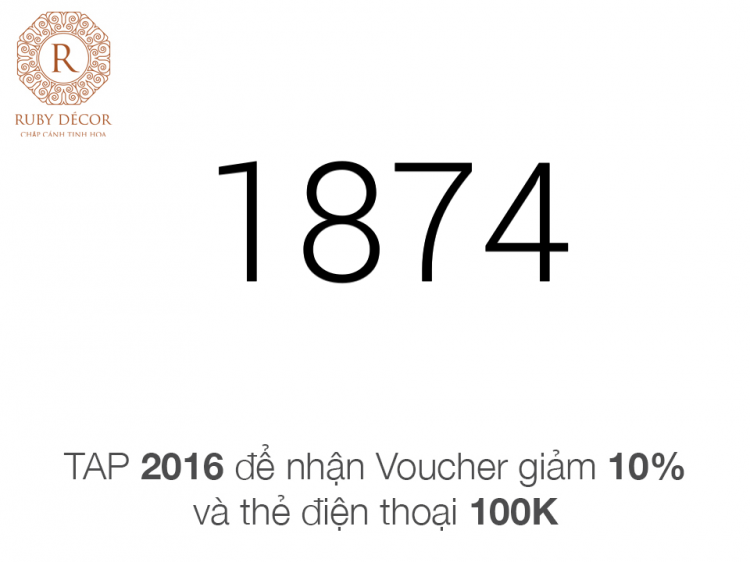 R
RUBY DÉCOR
CHẮP CÁNH TINH HOA
1874
TAP 2016 để nhận Voucher giảm 10%
và thẻ điện thoại 100K